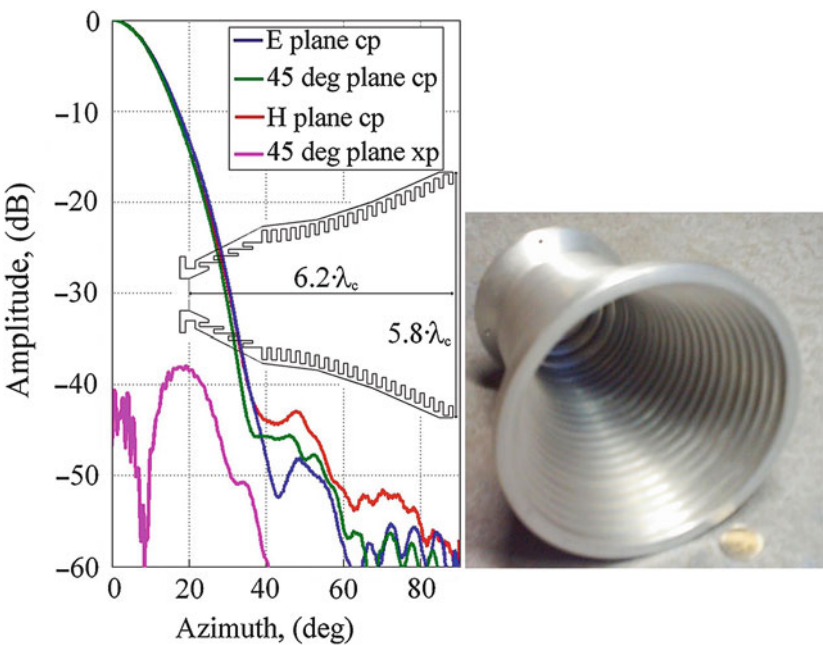 0
−10
−20
−30
−40
−50
−60
Amplitude, (dB)
E plane cp
45 deg plane cp
H plane cp
45 deg plane xp
6.2·λc
5.8·λc
0
20
40
60
80
Azimuth, (deg)